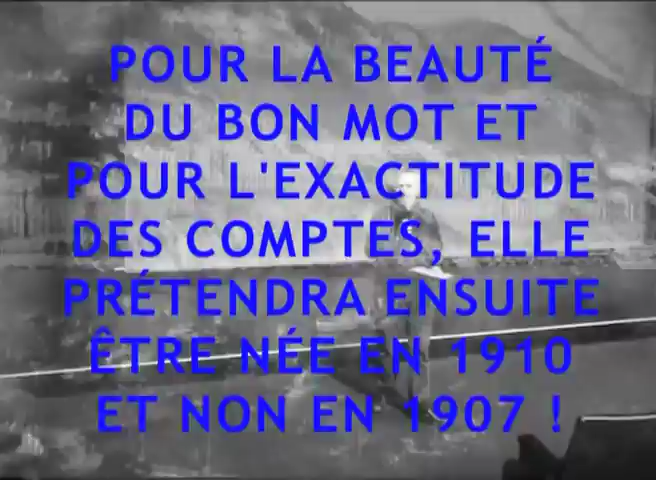 POUR LA BEAUTÉ
DU BON MOT ET
POUR L'EXACTITUDE
DES COMPTES, ELLE
PRÉTENDRA ENSUITE
ÊTRE NÉE EN 1910
ET NON EN 1907 !